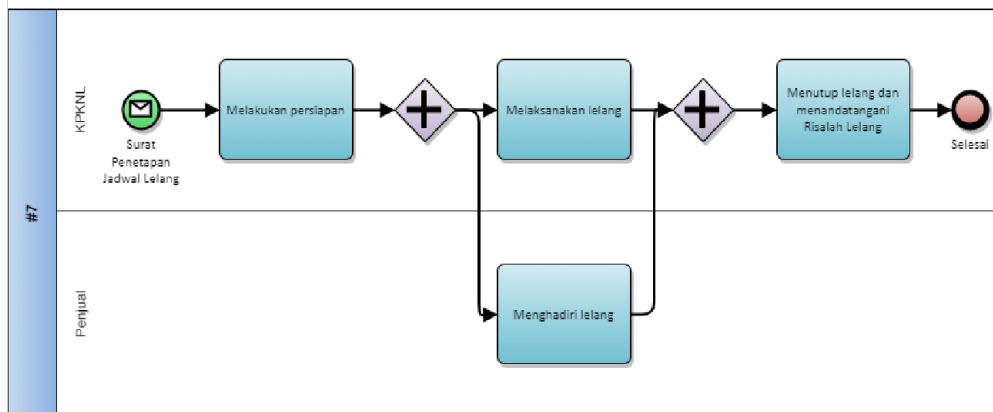 #7
KPKNL
Surat
Penetapan
Jadwal Lelang
Melakukan persiapan
Melaksanakan lelang
Menutup lelang dan
menandatangani
Risalah Lelang
Selesai
Penjual
Menghadiri lelang